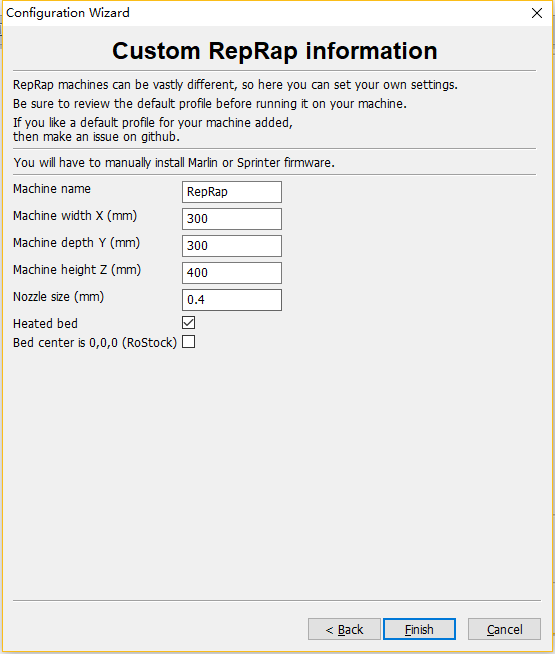 Configuration Wizard
Custom RepRap information
RepRap machines can be vastly different, so here you can set your own settings.
Be sure to review the default profile before running it on your machine.
If you like a default profile for your machine added,
then make an issue on github.
You will have to manually install Marlin or Sprinter firmware.
Machine name RepRap
Machine width X (mm) 300
Machine depth Y (mm) 300
Machine height Z (mm) 400
Nozzle size (mm) 0.4
Heated bed
Bed center is 0,0,0 (RoStock)
< Back Finish Cancel